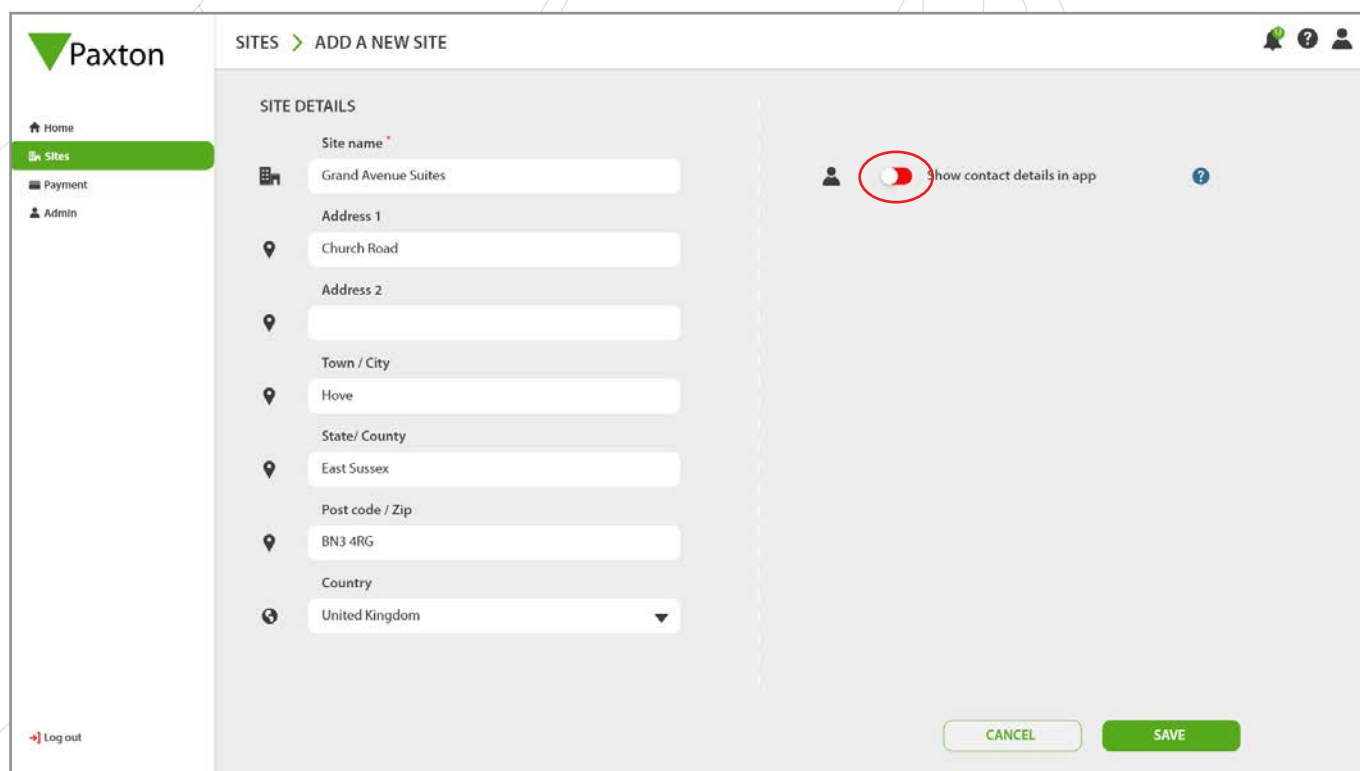 Paxton
SITES > ADD A NEW SITE
Home
Sites
Payment
Admin
Log out
SITE DETAILS
Site name *
Grand Avenue Suites
Address 1
Church Road
Address 2
Town / City
Hove
State/ County
East Sussex
Post code / Zip
BN3 4RG
Country
United Kingdom
Show contact details in app
CANCEL
SAVE